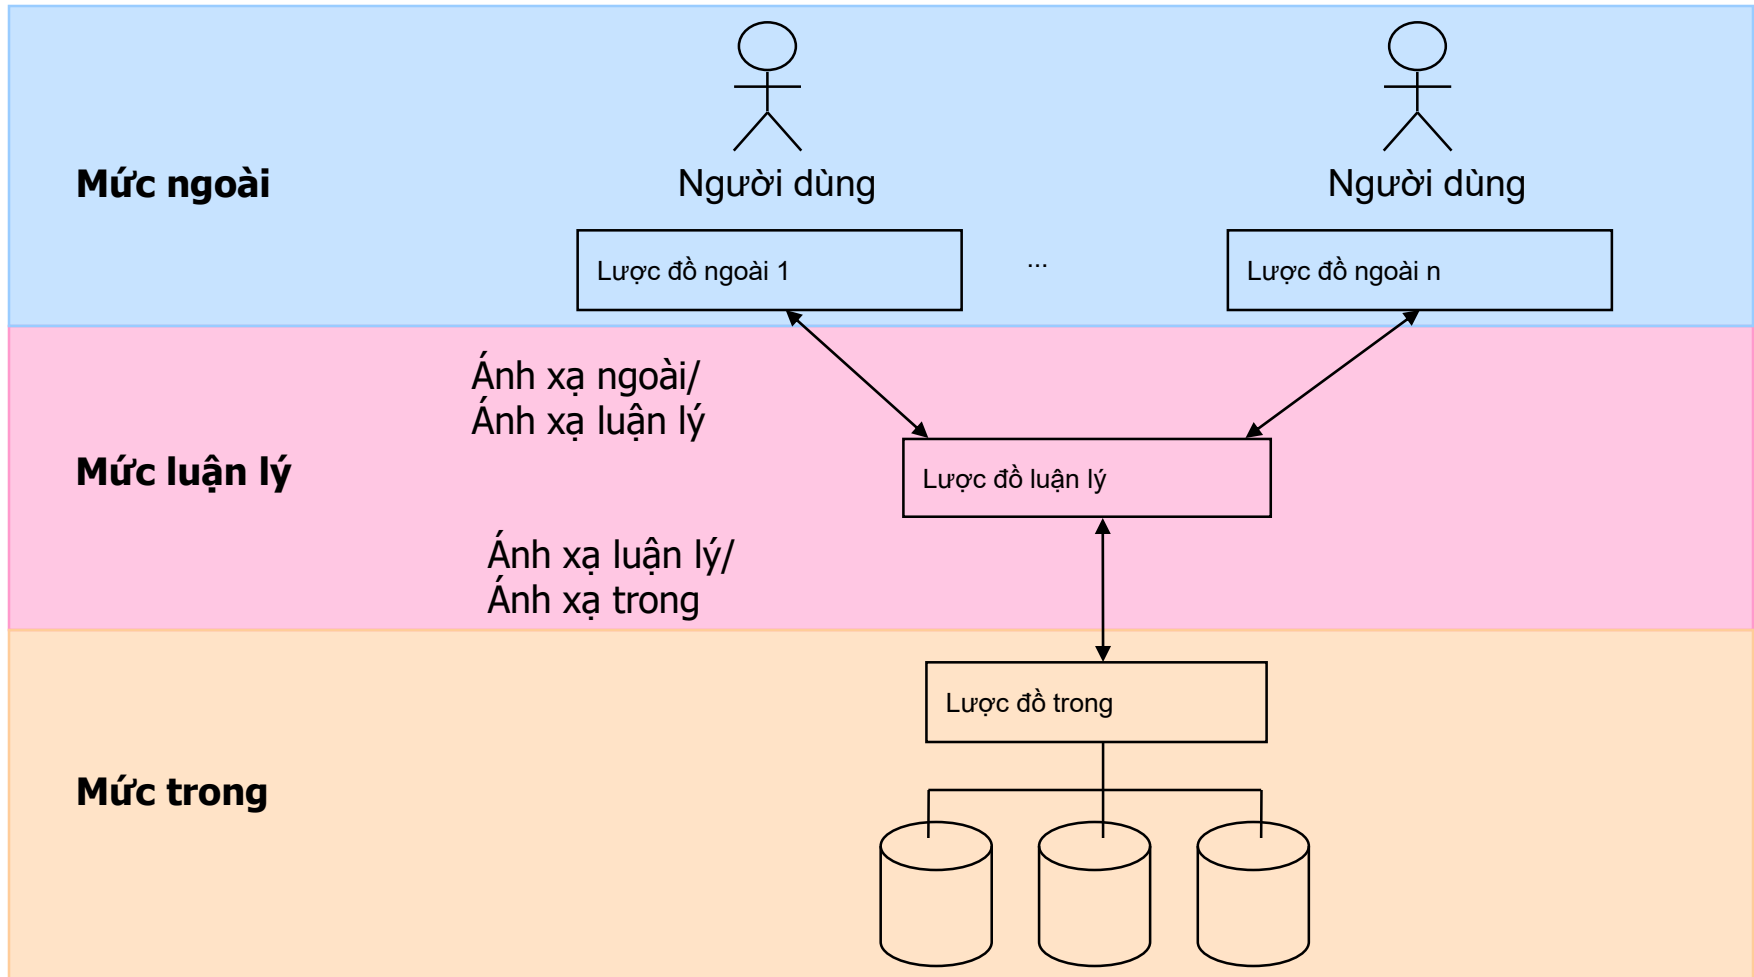 Mức ngoài
Người dùng
Người dùng
Lược đồ ngoài 1
...
Lược đồ ngoài n
Ánh xạ ngoài/
Ánh xạ luận lý
Mức luận lý
Lược đồ luận lý
Ánh xạ luận lý/
Ánh xạ trong
Lược đồ trong
Mức trong